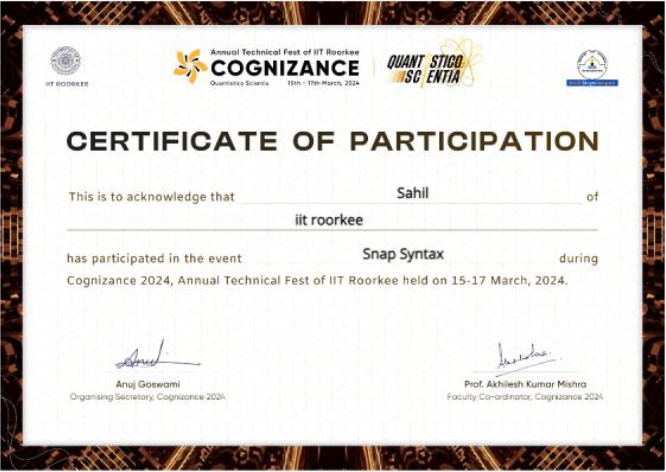 IIT ROORKEE
Annual Technical Fest of IIT Roorkee
COGNIZANCE
Quantistico Scientia 15th - 17th March, 2024
QUANTISTICO
SCIENTIA
CERTIFICATE OF PARTICIPATION
This is to acknowledge that Sahil of
iit roorkee
has participated in the event Snap Syntax during
Cognizance 2024, Annual Technical Fest of IIT Roorkee held on 15-17 March, 2024.
Anuj Goswami
Organising Secretary, Cognizance 2024
Prof. Akhilesh Kumar Mishra
Faculty Co-ordinator, Cognizance 2024